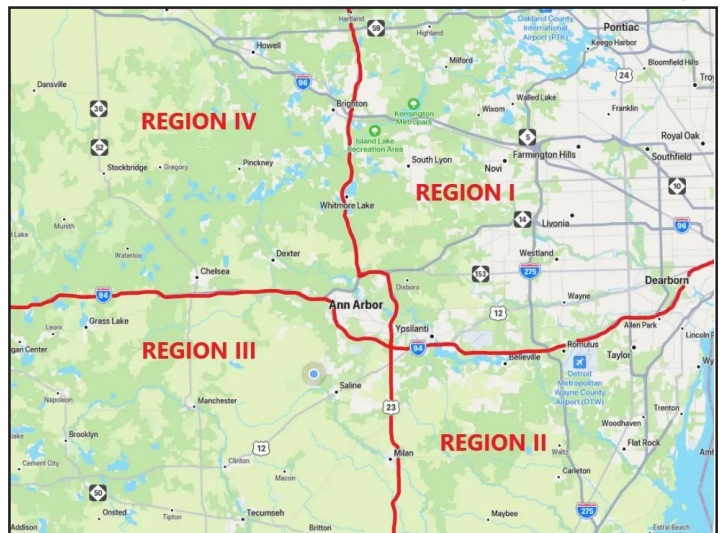 Hartland
59
Highland
Oakland County
International
Airport (PTK)
Pontiac
Keego Harbor
Howell
Milford
Bloomfield Hills
24
Troy
96
Dansville
Walled Lake
Wixom
Franklin
36
Brighton
Kensington
Metropark
REGION IV
Island Lake
Recreation Area
5
Royal Oak
52
Farmington Hills
Southfield
Stockbridge
Gregory
Pinckney
South Lyon
Novi
10
REGION I
Whitmore Lake
14
Livonia
96
Munith
Lake
Waterloo
Dexter
Westland
Chelsea
153
275
Dixboro
Dearborn
94
Ann Arbor
Wayne
12
Grass Lake
Leoni
Allen Park
Lincoln P
Ypsilanti
gan Center
REGION III
94
Romulus
Taylor
Wy
Belleville
Detroit
Metropolitan
Wayne County
Airport (DTW)
Saline
Napoleon
Manchester
23
Trenton
Woodhaven
Brooklyn
12
REGION II
Flat Rock
lake
Milan
Waltz
Cement City
Clinton
Carleton
Macon
50
Onsted
Tipton
Tecumseh
Maybee
275
Addison
Britton
Estral Beach